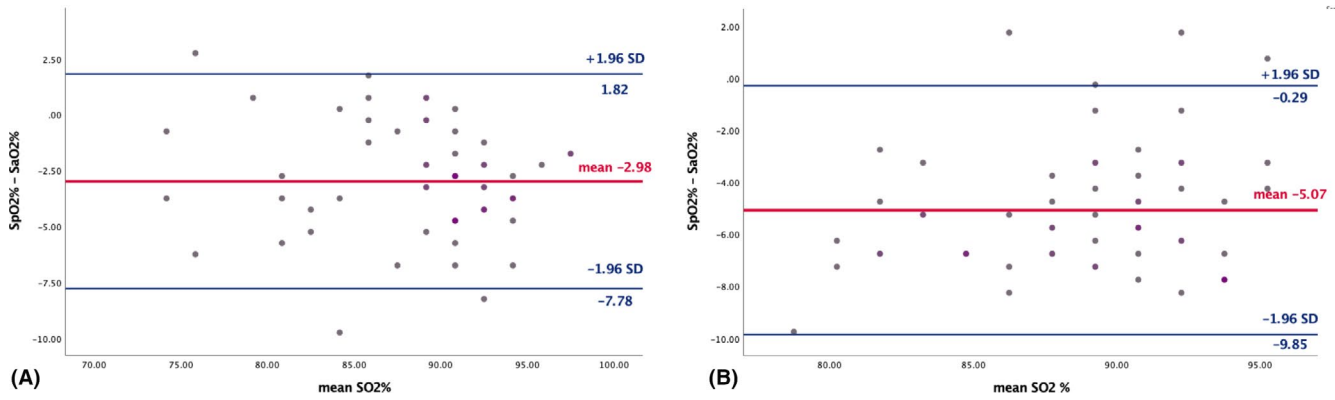 2.50
.00
-2.50
-5.00
-7.50
-10.00
SpO2% – SaO2%
+1.96 SD
1.82
mean -2.98
-1.96 SD
-7.78
70.00 75.00 80.00 85.00 90.00 95.00 100.00
mean SO2%
(A)
2.00
.00
-2.00
-4.00
-6.00
-8.00
-10.00
SpO2% – SaO2%
+1.96 SD
-0.29
mean -5.07
-1.96 SD
-9.85
80.00 85.00 90.00 95.00
mean SO2 %
(B)